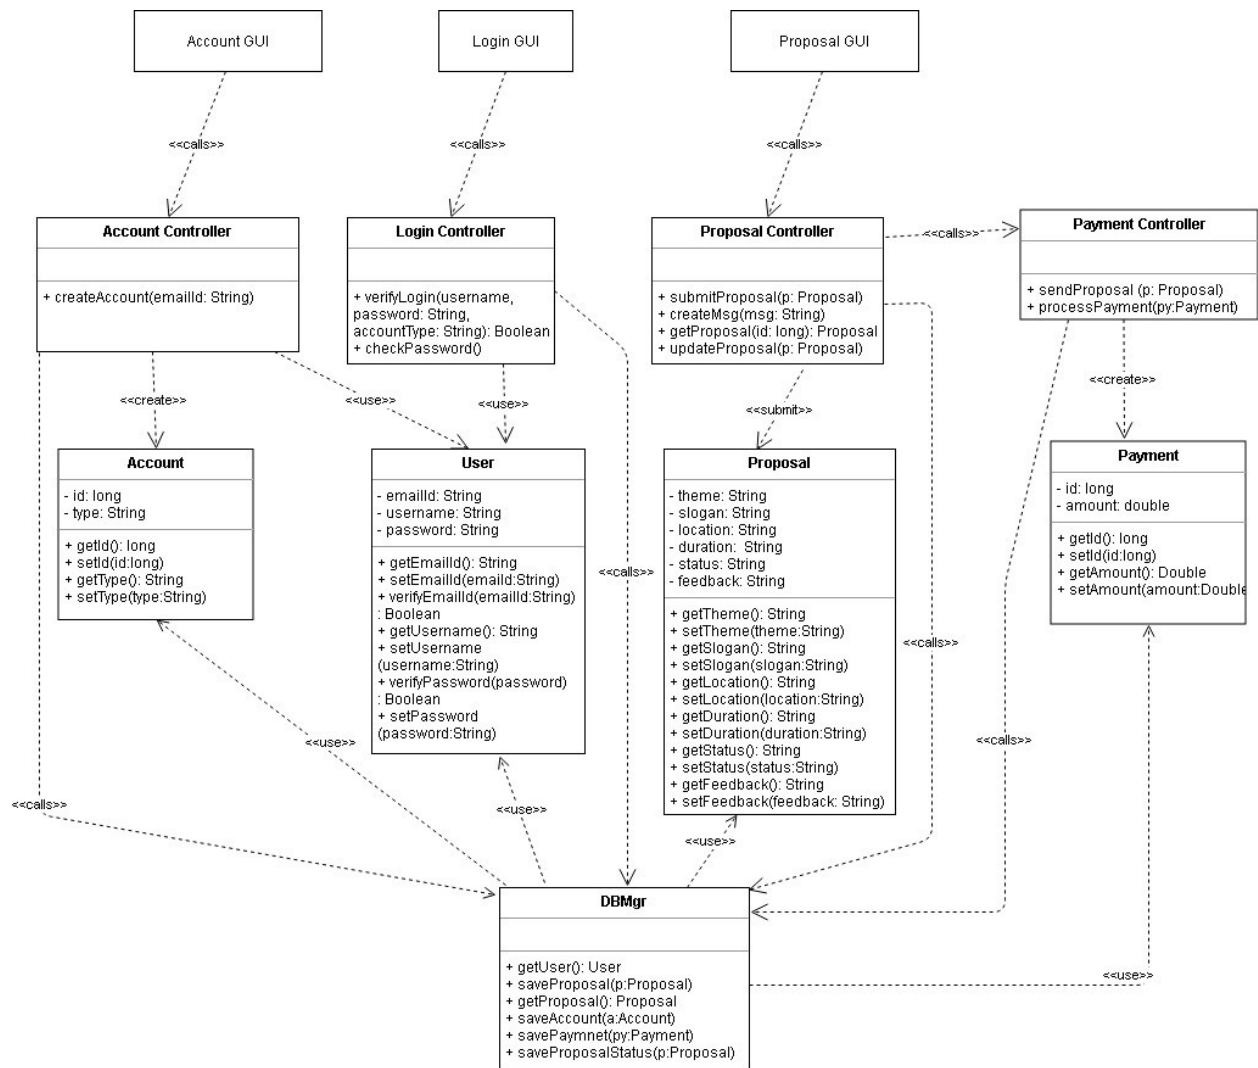 Account GUI
Login GUI
Proposal GUI
<<calls>>
<<calls>>
<<calls>>
Account Controller
+ createAccount(emailId: String)
Login Controller
+ verifyLogin(username,
password: String,
accountType: String): Boolean
+ checkPassword()
Proposal Controller
+ submitProposal(p: Proposal)
+ createMsg(msg: String)
+ getProposal(id: long): Proposal
+ updateProposal(p: Proposal)
<<calls>>
Payment Controller
+ sendProposal (p: Proposal)
+ processPayment(py:Payment)
<<create>>
<<use>>
<<use>>
<<submit>>
<<create>>
Account
- id: long
- type: String
+ getId(): long
+ setId(id:long)
+ getType(): String
+ setType(type:String)
User
- emailId: String
- username: String
- password: String
+ getEmailId(): String
+ setEmailId(emaiId:String)
+ verifyEmailId(emailId:String)
: Boolean
+ getUsername(): String
+ setUsername
(username:String)
+ verifyPassword(password)
: Boolean
+ setPassword
(password:String)
<<calls>>
Proposal
- theme: String
- slogan: String
- location: String
- duration:  String
- status: String
- feedback: String
+ getTheme(): String
+ setTheme(theme:String)
+ getSlogan(): String
+ setSlogan(slogan:String)
+ getLocation(): String
+ setLocation(location:String)
+ getDuration(): String
+ setDuration(duration:String)
+ getStatus(): String
+ setStatus(status:String)
+ getFeedback(): String
+ setFeedback(feedback: String)
<<calls>>
Payment
- id: long
- amount: double
+ getId(): long
+ setId(id:long)
+ getAmount(): Double
+ setAmount(amount:Double
<<use>>
<<calls>>
<<calls>>
<<use>>
<<use>>
<<use>>
DBMgr
+ getUser(): User
+ saveProposal(p:Proposal)
+ getProposal(): Proposal
+ saveAccount(a:Account)
+ savePaymnet(py:Payment)
+ saveProposalStatus(p:Proposal)